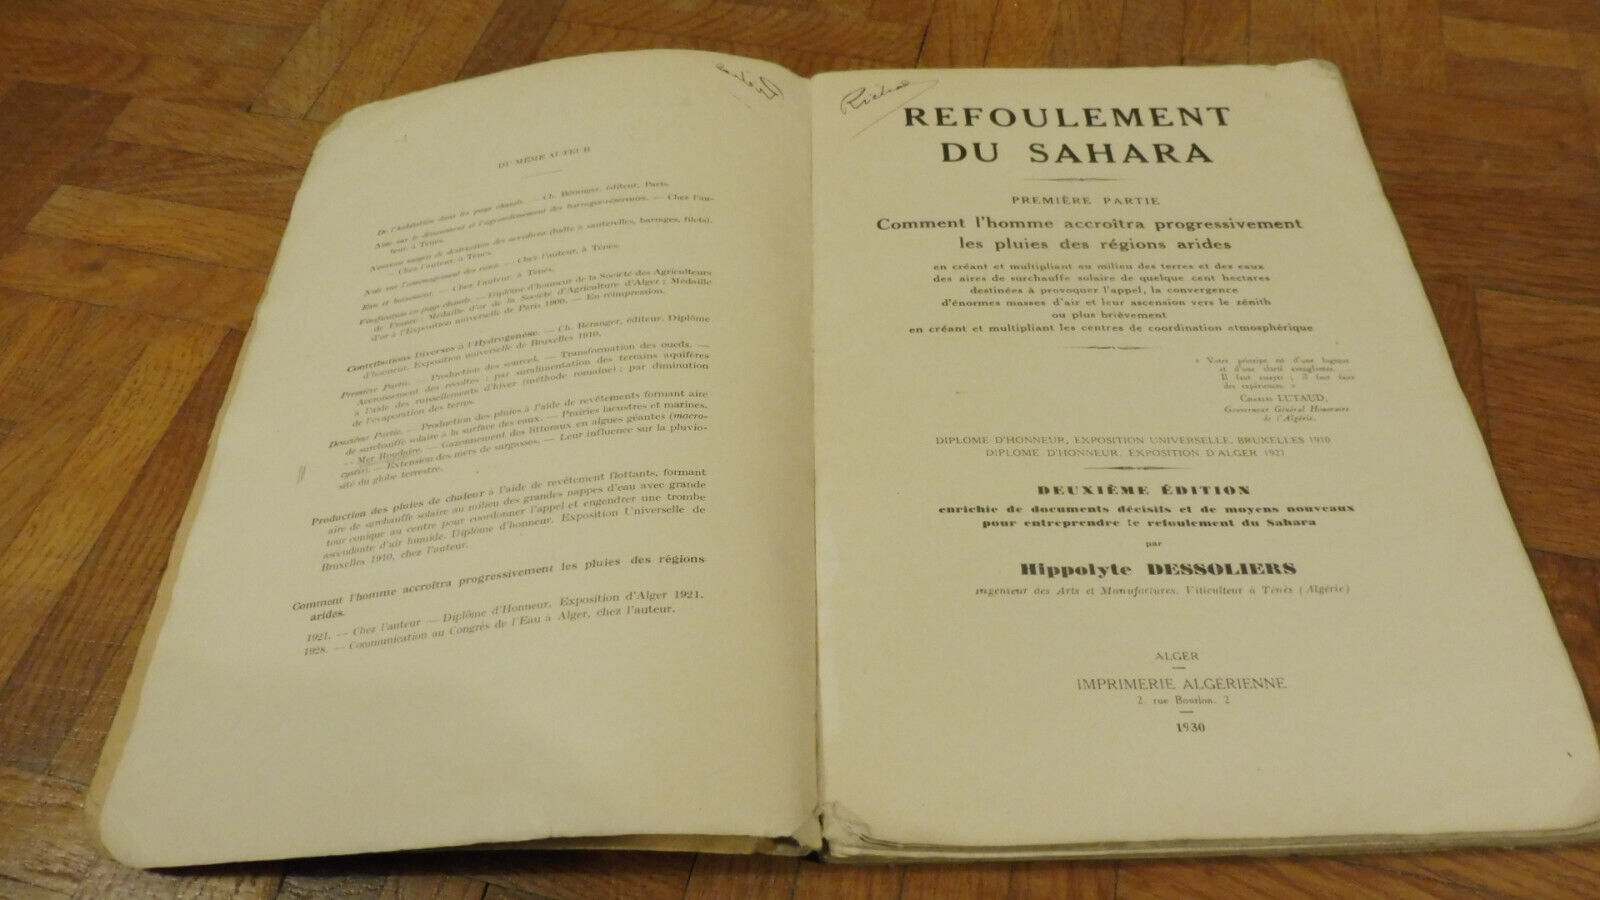 DU MÊME AUTEUR
De l'habitation dans les pays chauds. — Ch. Béranger, éditeur, Paris.
Note sur le dévasement et l'agrandissement des barrages-réservoirs. — Chez l'au-
teur, à Ténès.
Nouveau moyen de destruction des acridiens (halte à sauterelles, barrages, filets).
— Chez l'auteur, à Ténès.
Note sur l'aménagement des eaux. — Chez l'auteur, à Ténès.
Eau et boisement. — Chez l'auteur, à Ténès.
Vinification en pays chauds. — Diplôme d'honneur de la Société des Agriculteurs
de France ; Médaille d'or de la Société d'Agriculture d'Alger ; Médaille
d'or à l'Exposition universelle de Paris 1900. — En réimpression.
Contributions Diverses à l'Hydrogenèse. — Ch. Béranger, éditeur. Diplôme
d'honneur. Exposition universelle de Bruxelles 1910.
Première Partie. — Production des sources. — Transformation des oueds. —
Accroissement des récoltes ; par suralimentation des terrains aquifères
à l'aide des ruissellements d'hiver (méthode romaine) ; par diminution
de l'évaporation des terres.
Deuxième Partie. — Production des pluies à l'aide de revêtements formant aire
de surchauffe solaire à la surface des eaux. — Prairies lacustres et marines.
— Mer Roudaire. — Gazonnement des littoraux en algues géantes (macro-
cystis). — Extension des mers de sargasses. — Leur influence sur la pluvio-
sité du globe terrestre.
Production des pluies de chaleur à l'aide de revêtement flottants, formant
aire de surchauffe solaire au milieu des grandes nappes d'eau avec grande
tour conique au centre pour coordonner l'appel et engendrer une trombe
ascendante d'air humide. Diplôme d'honneur. Exposition Universelle de
Bruxelles 1910, chez l'auteur.
Comment l'homme accroîtra progressivement les pluies des régions
arides.
1921. — Chez l'auteur — Diplôme d'Honneur, Exposition d'Alger 1921.
1928. — Communication au Congrès de l'Eau à Alger, chez l'auteur.
REFOULEMENT
DU SAHARA
PREMIÈRE PARTIE
Comment l'homme accroîtra progressivement
les pluies des régions arides
en créant et multipliant au milieu des terres et des eaux
des aires de surchauffe solaire de quelque cent hectares
destinées à provoquer l'appel, la convergence
d'énormes masses d'air et leur ascension vers le zénith
ou plus brièvement
en créant et multipliant les centres de coordination atmosphérique
« Votre principe est d'une logique
et d'une clarté aveuglantes.
Il faut essayer ; il faut faire
des expériences. »
Charles LUTAUD,
Gouverneur Général Honoraire
de l'Algérie.
DIPLOME D'HONNEUR, EXPOSITION UNIVERSELLE, BRUXELLES 1910
DIPLOME D'HONNEUR, EXPOSITION D'ALGER 1921
DEUXIÈME ÉDITION
enrichie de documents décisifs et de moyens nouveaux
pour entreprendre le refoulement du Sahara
par
Hippolyte DESSOLIERS
Ingénieur des Arts et Manufactures, Viticulteur à Ténès (Algérie)
ALGER
IMPRIMERIE ALGÉRIENNE
2, rue Bourlon, 2
1930